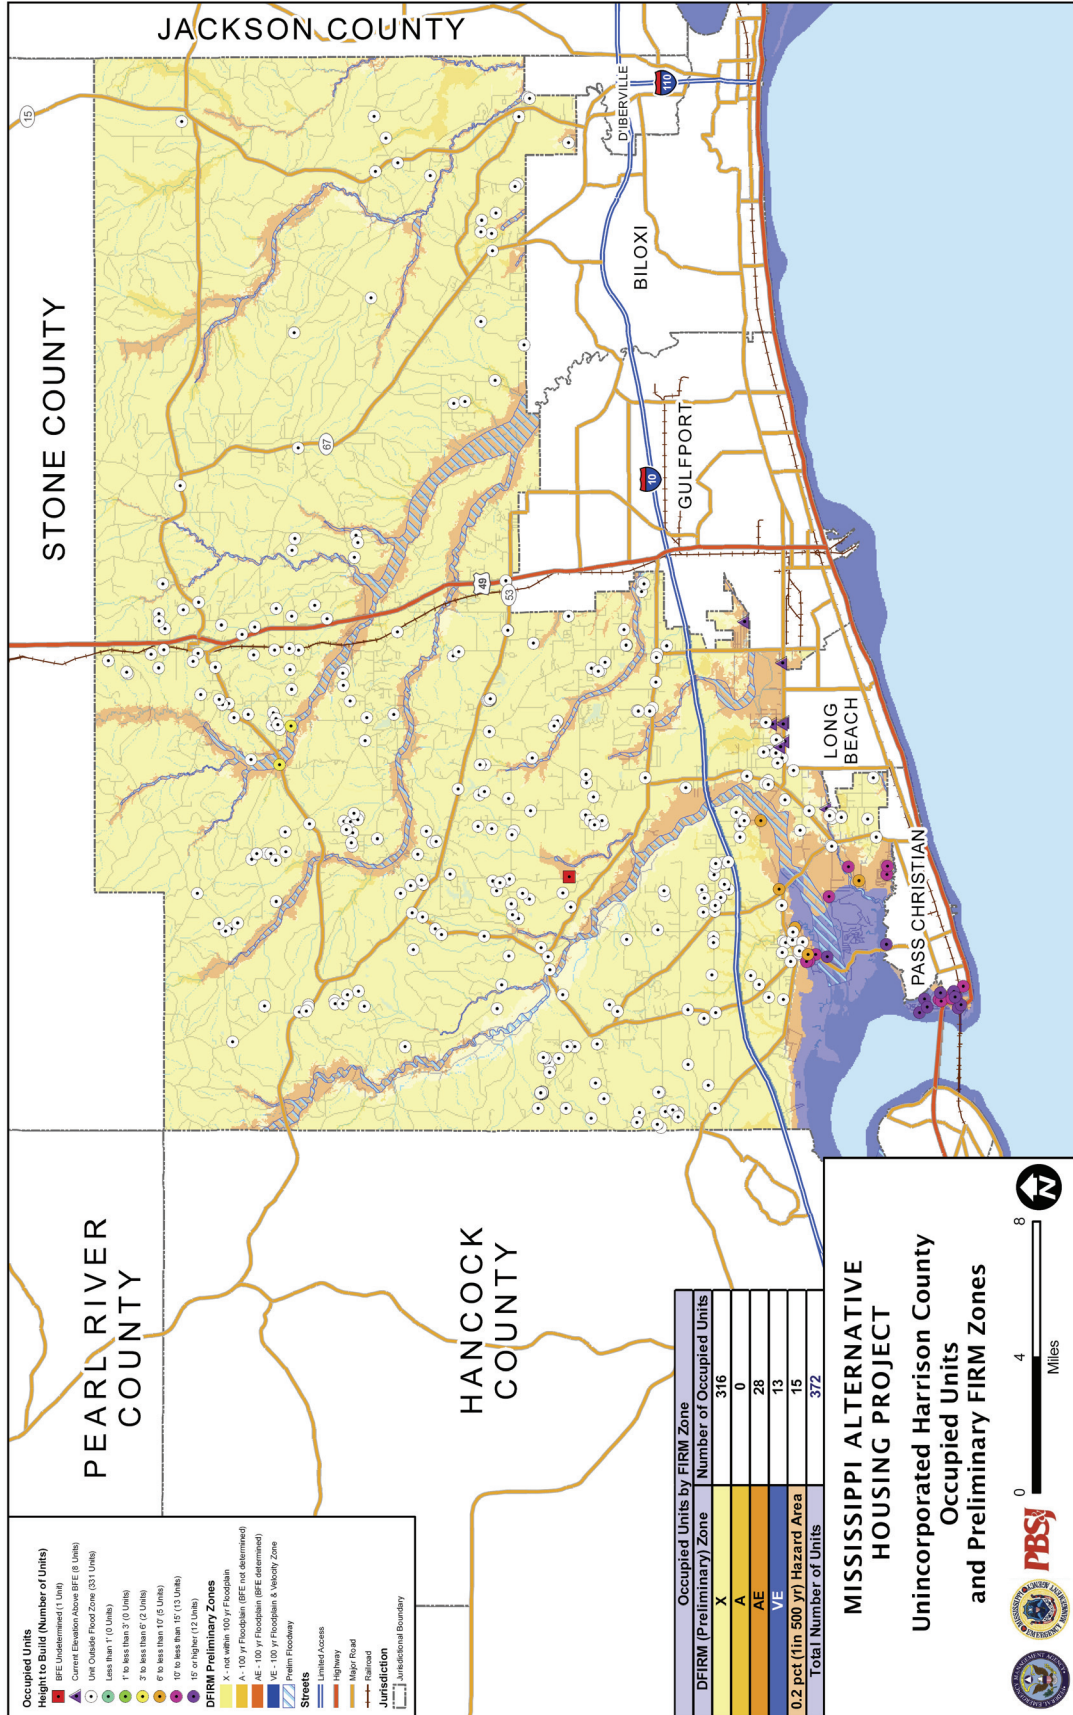 JACKSON COUNTY
STONE COUNTY
PEARL RIVER
COUNTY
HANCOCK
COUNTY
D'IBERVILLE
BILOXI
GULFPORT
LONG
BEACH
PASS CHRISTIAN
15
67
49
53
10
110
Occupied Units
Height to Build (Number of Units)
BFE Undetermined (1 Unit)
Current Elevation Above BFE (8 Units)
Unit Outside Flood Zone (331 Units)
Less than 1' (0 Units)
1' to less than 3' (0 Units)
3' to less than 6' (2 Units)
6' to less than 10' (5 Units)
10' to less than 15' (13 Units)
15' or higher (12 Units)
DFIRM Preliminary Zones
X - not within 100 yr Floodplain
A - 100 yr Floodplain (BFE not determined)
AE - 100 yr Floodplain (BFE determined)
VE - 100 yr Floodplain & Velocity Zone
Prelim Floodway
Streets
Limited Access
Highway
Major Road
Railroad
Jurisdiction
Jurisdictional Boundary
Occupied Units by FIRM Zone
DFIRM (Preliminary) Zone Number of Occupied Units
X 316
A 0
AE 28
VE 13
0.2 pct (1in 500 yr) Hazard Area 15
Total Number of Units 372
MISSISSIPPI ALTERNATIVE
HOUSING PROJECT
Unincorporated Harrison County
Occupied Units
and Preliminary FIRM Zones
PBSJ
0 4 8
Miles
N